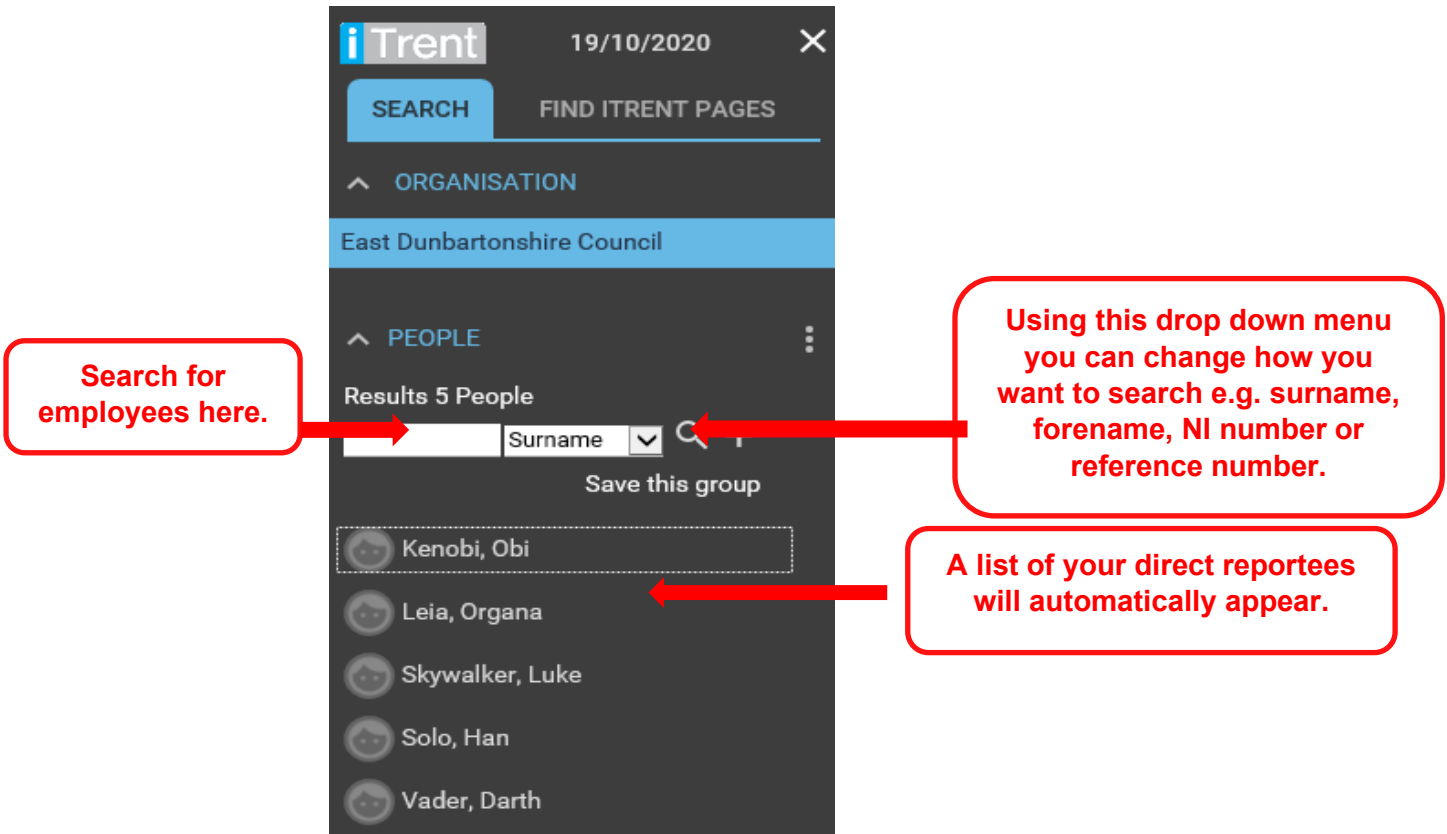 iTrent 19/10/2020
SEARCH FIND ITRENT PAGES
ORGANISATION
East Dunbartonshire Council
PEOPLE
Results 5 People
Surname
Save this group
Kenobi, Obi
Leia, Organa
Skywalker, Luke
Solo, Han
Vader, Darth
Search for
employees here.
Using this drop down menu
you can change how you
want to search e.g. surname,
forename, NI number or
reference number.
A list of your direct reportees
will automatically appear.